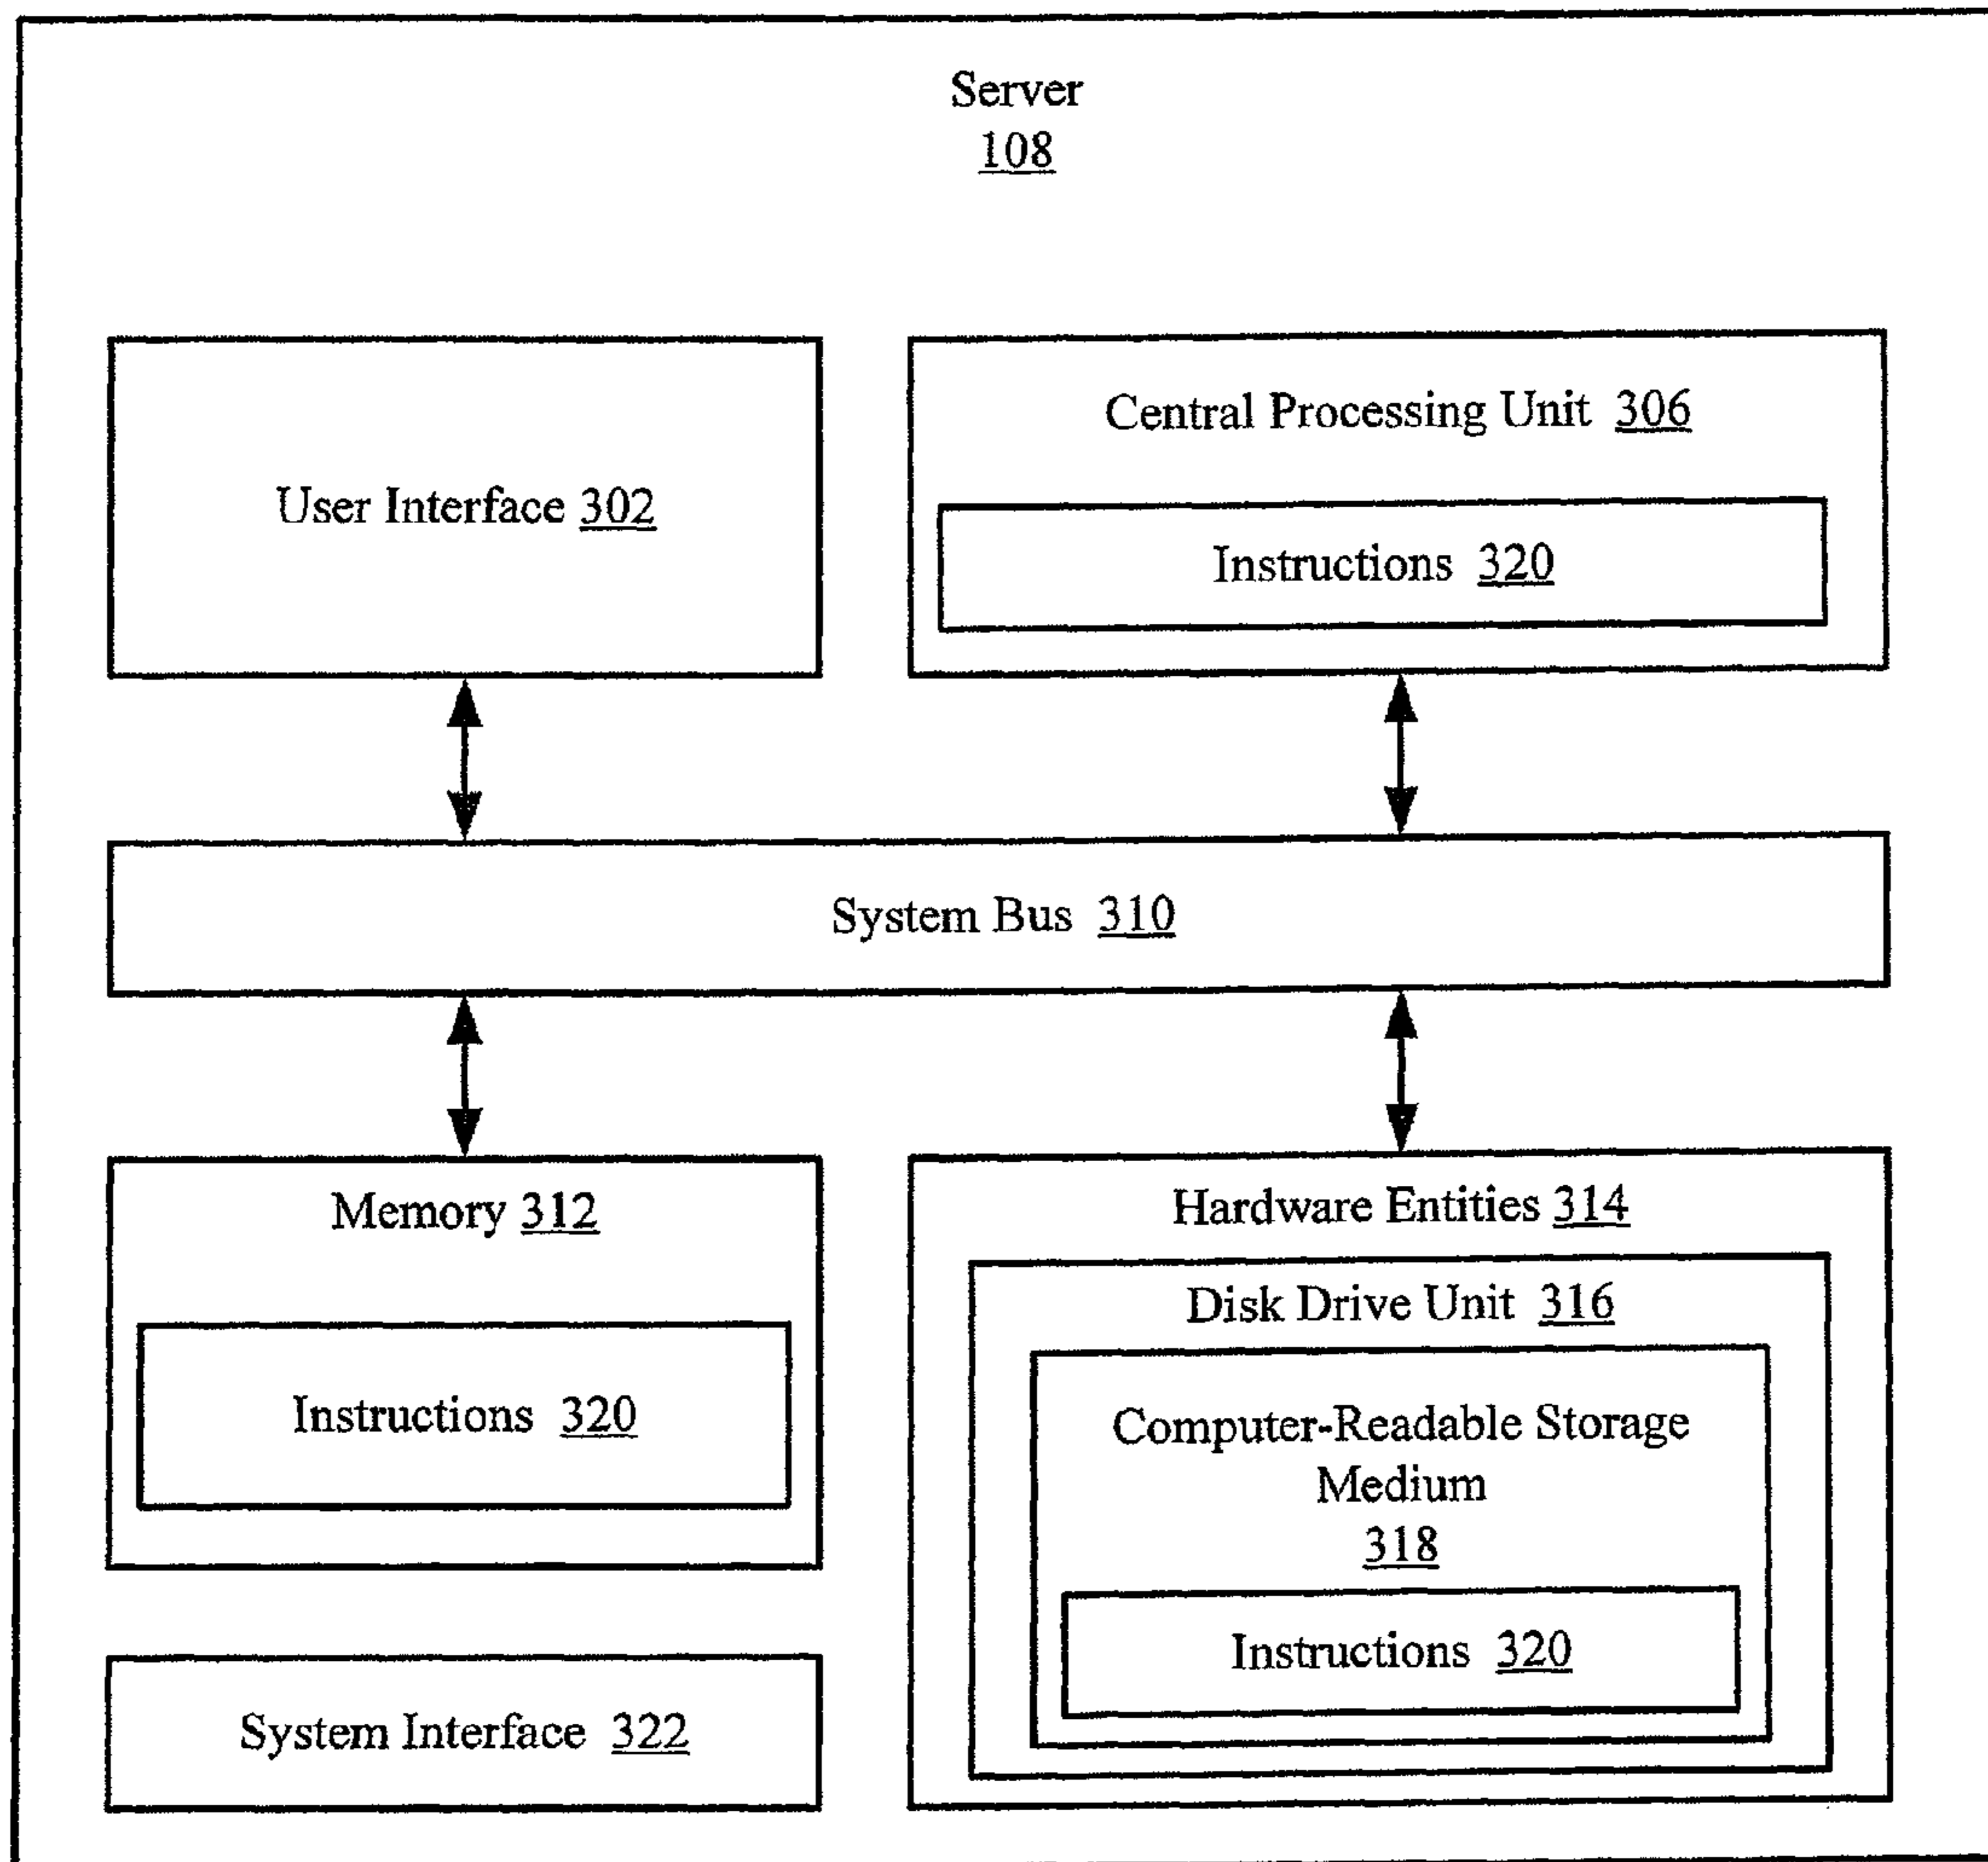 Server
108
User Interface 302
Central Processing Unit 306
Instructions 320
System Bus 310
Memory 312
Instructions 320
Hardware Entities 314
Disk Drive Unit 316
Computer-Readable Storage
Medium
318
Instructions 320
System Interface 322